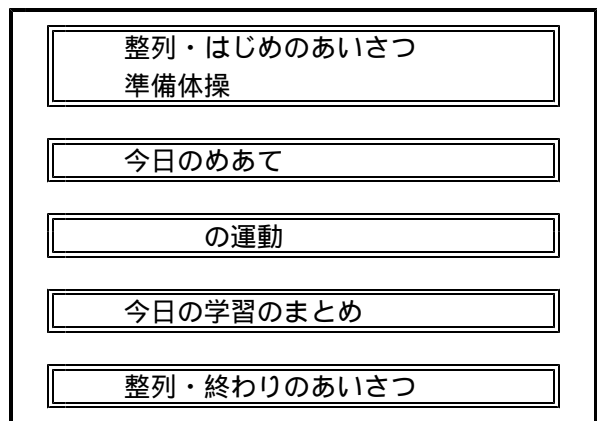 整列・はじめのあいさつ
準備体操
今日のめあて
の運動
今日の学習のまとめ
整列・終わりのあいさつ